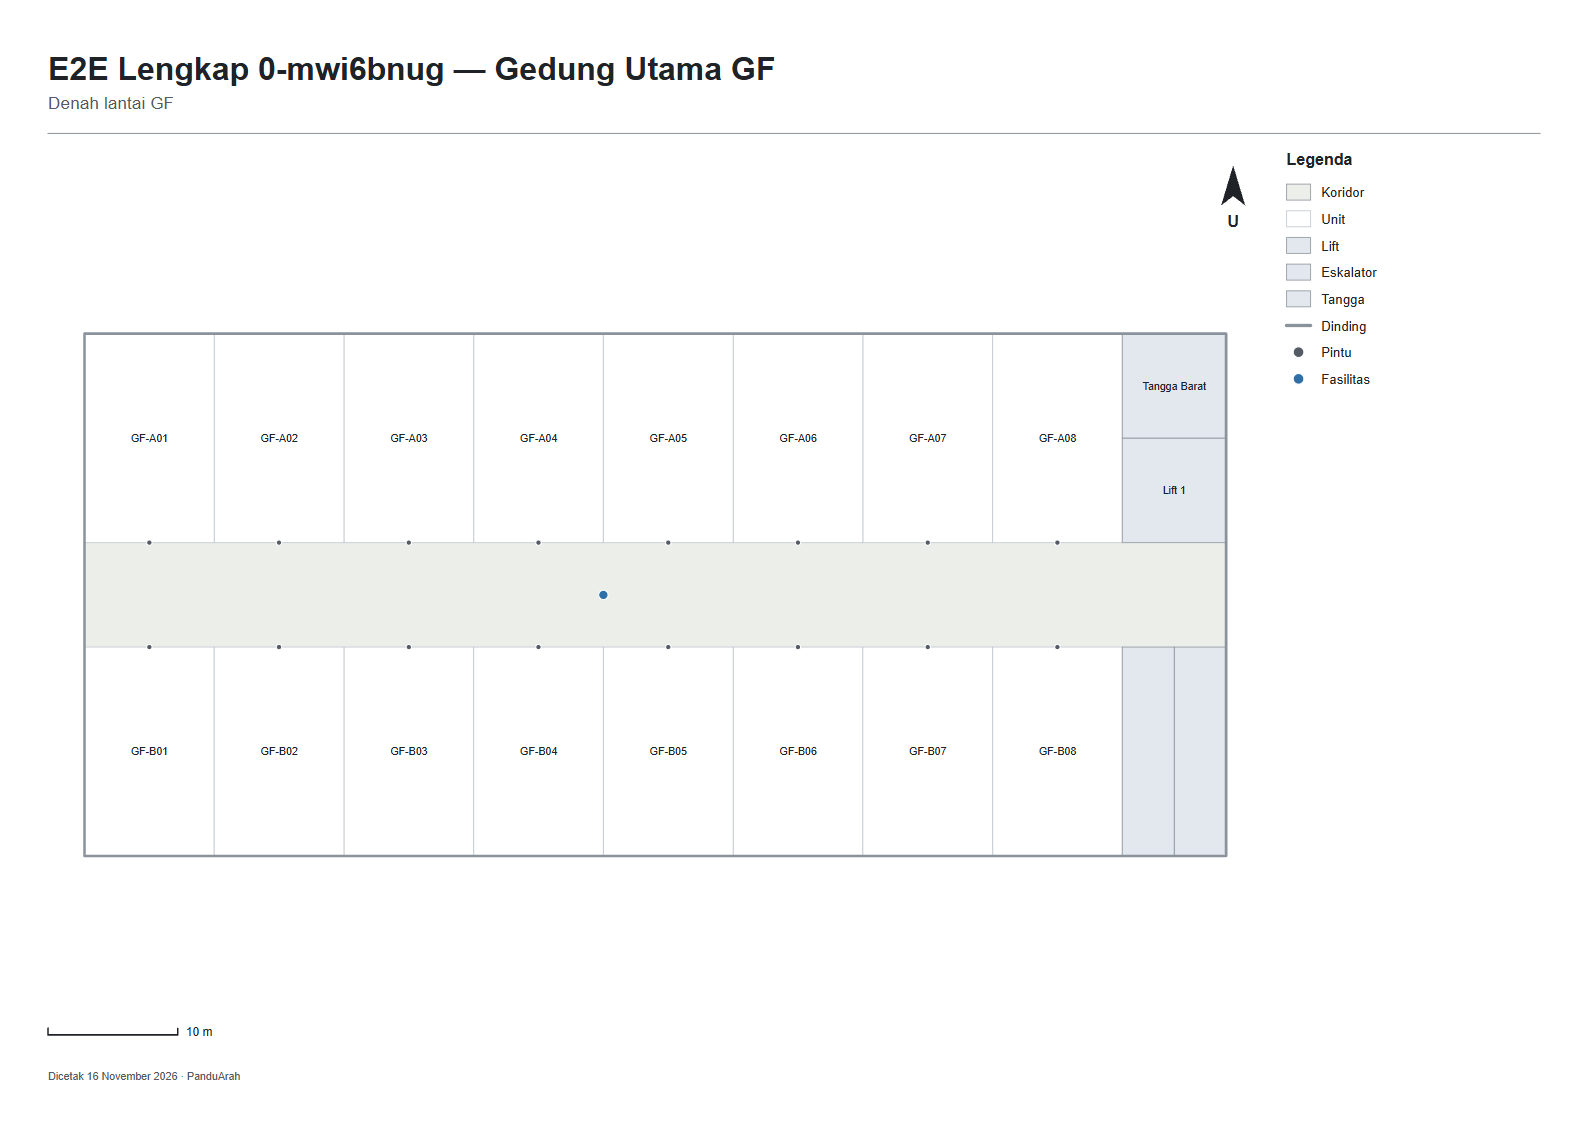 E2E Lengkap 0-mwi6bnug — Gedung Utama GF
Denah lantai GF
Legenda
Koridor
Unit
Lift
Eskalator
Tangga
Dinding
Pintu
Fasilitas
U
Tangga Barat
GF-A01 GF-A02 GF-A03 GF-A04 GF-A05 GF-A06 GF-A07 GF-A08
Lift 1
GF-B01 GF-B02 GF-B03 GF-B04 GF-B05 GF-B06 GF-B07 GF-B08
10 m
Dicetak 16 November 2026 · PanduArah